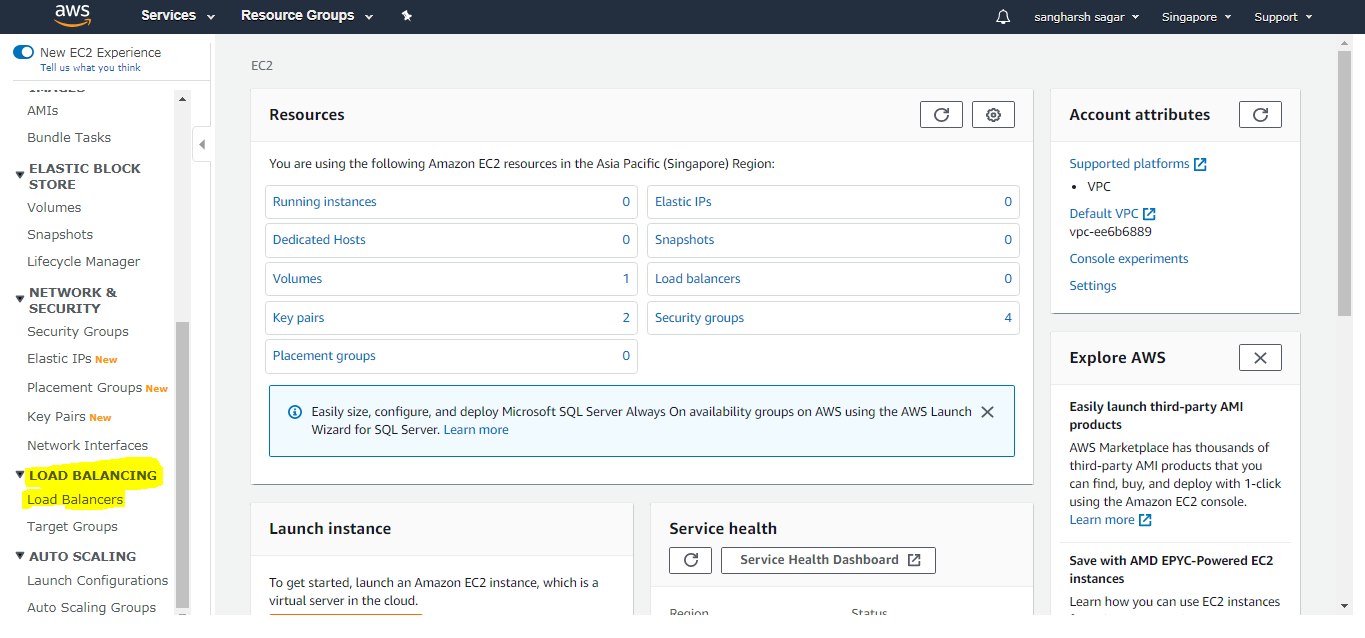 aws
Services
Resource Groups
sangharsh sagar
Singapore
Support
New EC2 Experience
Tell us what you think
IMAGES
AMIs
Bundle Tasks
ELASTIC BLOCK
STORE
Volumes
Snapshots
Lifecycle Manager
NETWORK &
SECURITY
Security Groups
Elastic IPs New
Placement Groups New
Key Pairs New
Network Interfaces
LOAD BALANCING
Load Balancers
Target Groups
AUTO SCALING
Launch Configurations
Auto Scaling Groups
EC2
Resources
You are using the following Amazon EC2 resources in the Asia Pacific (Singapore) Region:
Running instances 0
Elastic IPs 0
Dedicated Hosts 0
Snapshots 0
Volumes 1
Load balancers 0
Key pairs 2
Security groups 4
Placement groups 0
Easily size, configure, and deploy Microsoft SQL Server Always On availability groups on AWS using the AWS Launch
Wizard for SQL Server. Learn more
Launch instance
To get started, launch an Amazon EC2 instance, which is a
virtual server in the cloud.
Service health
Service Health Dashboard
Region
Status
Account attributes
Supported platforms
• VPC
Default VPC
vpc-ee6b6889
Console experiments
Settings
Explore AWS
Easily launch third-party AMI
products
AWS Marketplace has thousands of
third-party AMI products that you
can find, buy, and deploy with 1-click
using the Amazon EC2 console.
Learn more
Save with AMD EPYC-Powered EC2
instances
Learn how you can use EC2 instances